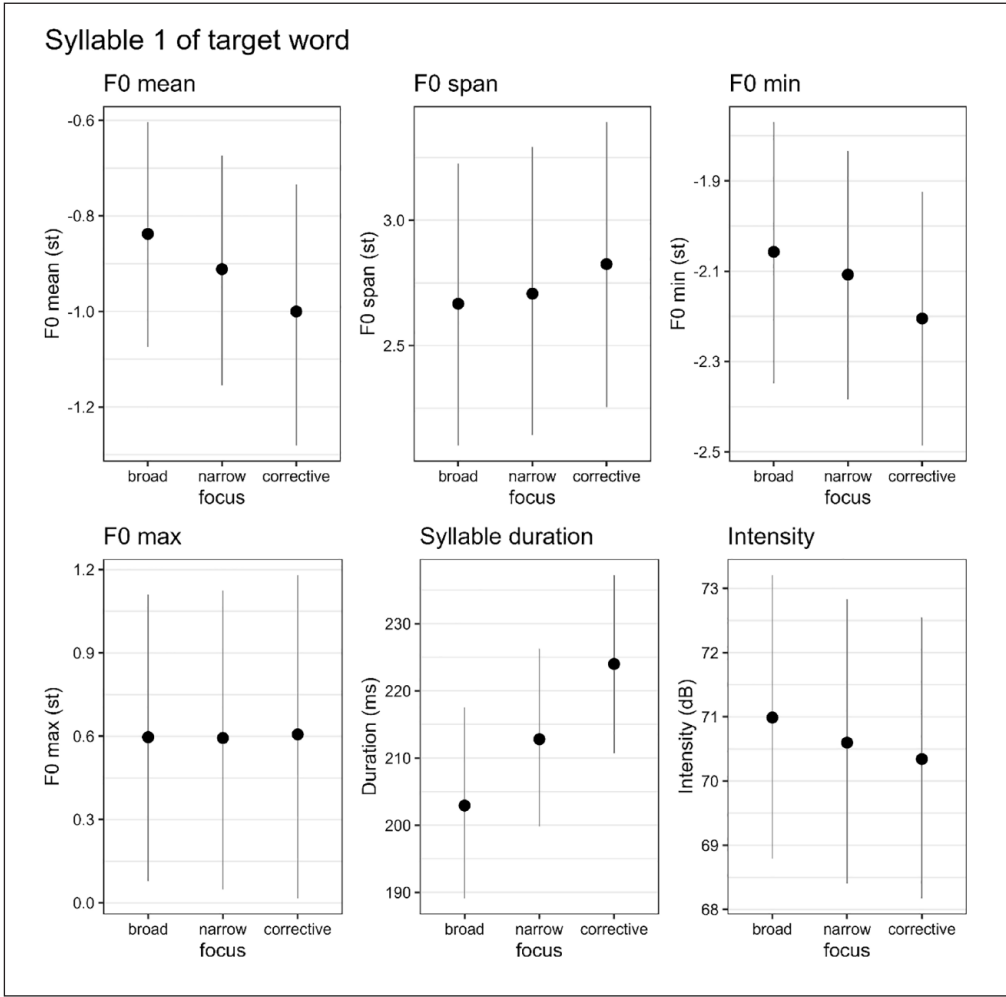 Syllable 1 of target word
F0 mean
F0 mean (st)
-0.6
-0.8
-1.0
-1.2
broad narrow corrective
focus
F0 span
F0 span (st)
3.0
2.5
broad narrow corrective
focus
F0 min
F0 min (st)
-1.9
-2.1
-2.3
-2.5
broad narrow corrective
focus
F0 max
F0 max (st)
1.2
0.9
0.6
0.3
0.0
broad narrow corrective
focus
Syllable duration
Duration (ms)
230
220
210
200
190
broad narrow corrective
focus
Intensity
Intensity (dB)
73
72
71
70
69
68
broad narrow corrective
focus